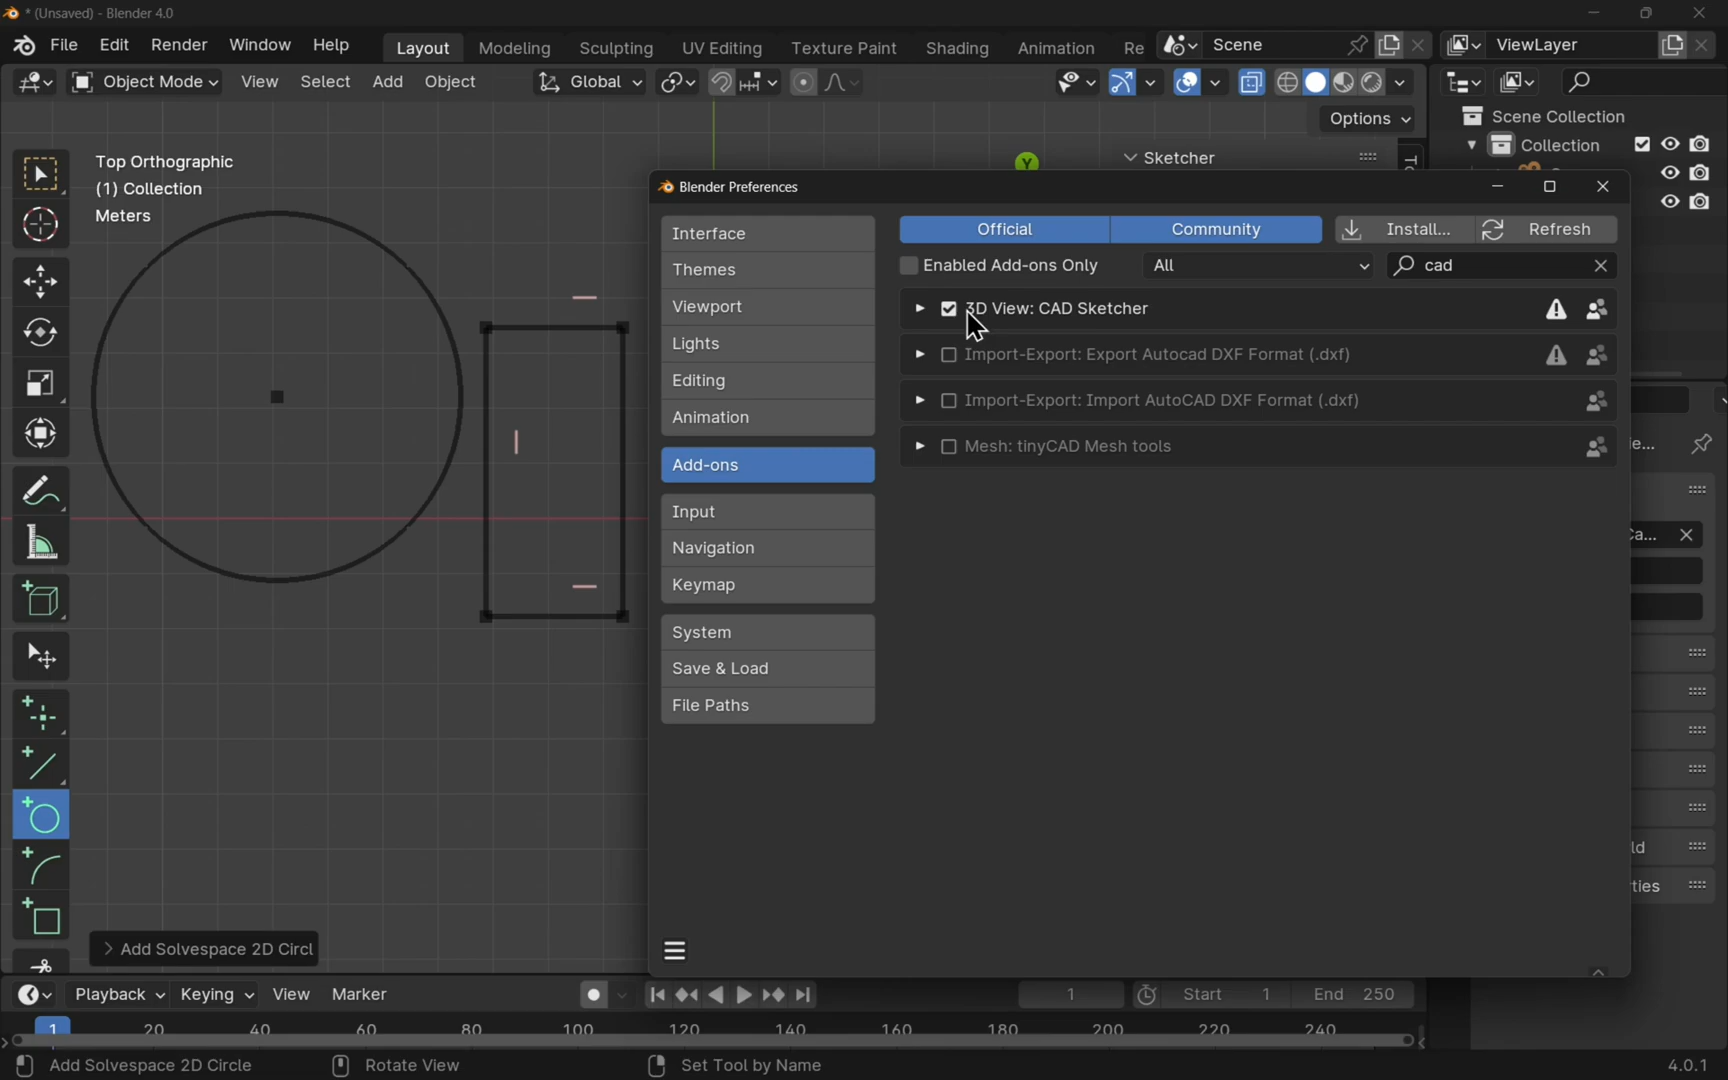 * (Unsaved) - Blender 4.0
File Edit Render Window Help Layout Modeling Sculpting UV Editing Texture Paint Shading Animation Re Scene ViewLayer
Object Mode View Select Add Object Global
Options
Scene Collection
Collection
Top Orthographic
(1) Collection
Meters
Y
Sketcher
Blender Preferences
Interface
Themes
Viewport
Lights
Editing
Animation
Add-ons
Input
Navigation
Keymap
System
Save & Load
File Paths
Official Community Install... Refresh
Enabled Add-ons Only All cad
3D View: CAD Sketcher
Import-Export: Export Autocad DXF Format (.dxf)
Import-Export: Import AutoCAD DXF Format (.dxf)
Mesh: tinyCAD Mesh tools
e...
a...
ld
ties
Add Solvespace 2D Circl
Playback Keying View Marker 1 Start 1 End 250
1 20 40 60 80 100 120 140 160 180 200 220 240
Add Solvespace 2D Circle Rotate View Set Tool by Name 4.0.1